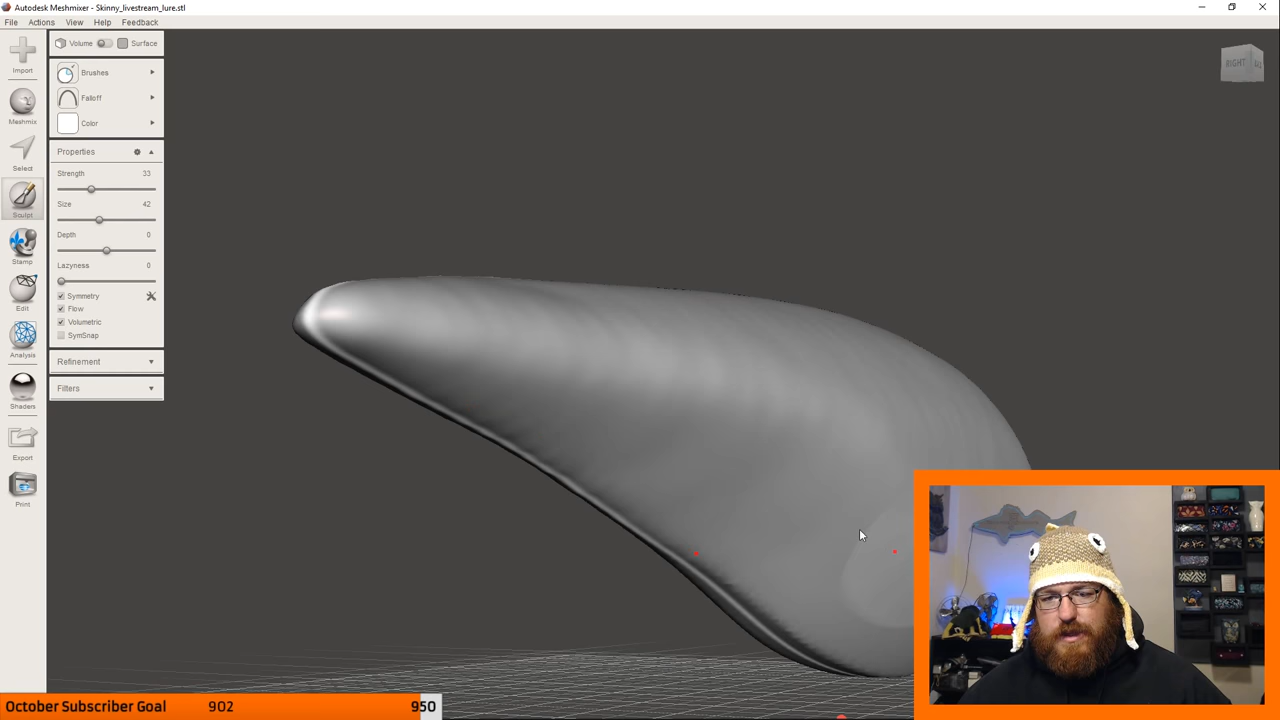 Autodesk Meshmixer - Skinny_livestream_lure.stl
File Actions View Help Feedback
Import
Meshmix
Select
Sculpt
Stamp
Edit
Analysis
Shaders
Export
Print
Volume Surface
Brushes
Falloff
Color
Properties
Strength 33
Size 42
Depth 0
Lazyness 0
Symmetry
Flow
Volumetric
SymSnap
Refinement
Filters
RIGHT
October Subscriber Goal 902 950